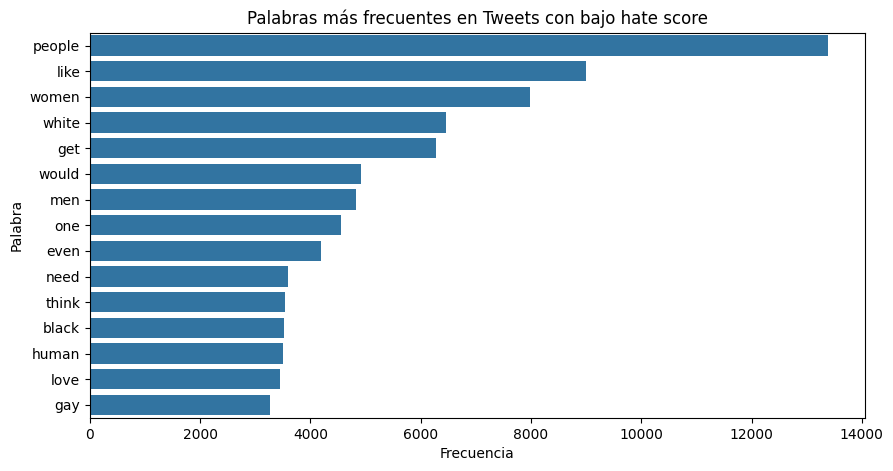 Palabras más frecuentes en Tweets con bajo hate score
people
like
women
white
get
would
men
one
even
need
think
black
human
love
gay
Palabra
0 2000 4000 6000 8000 10000 12000 14000
Frecuencia